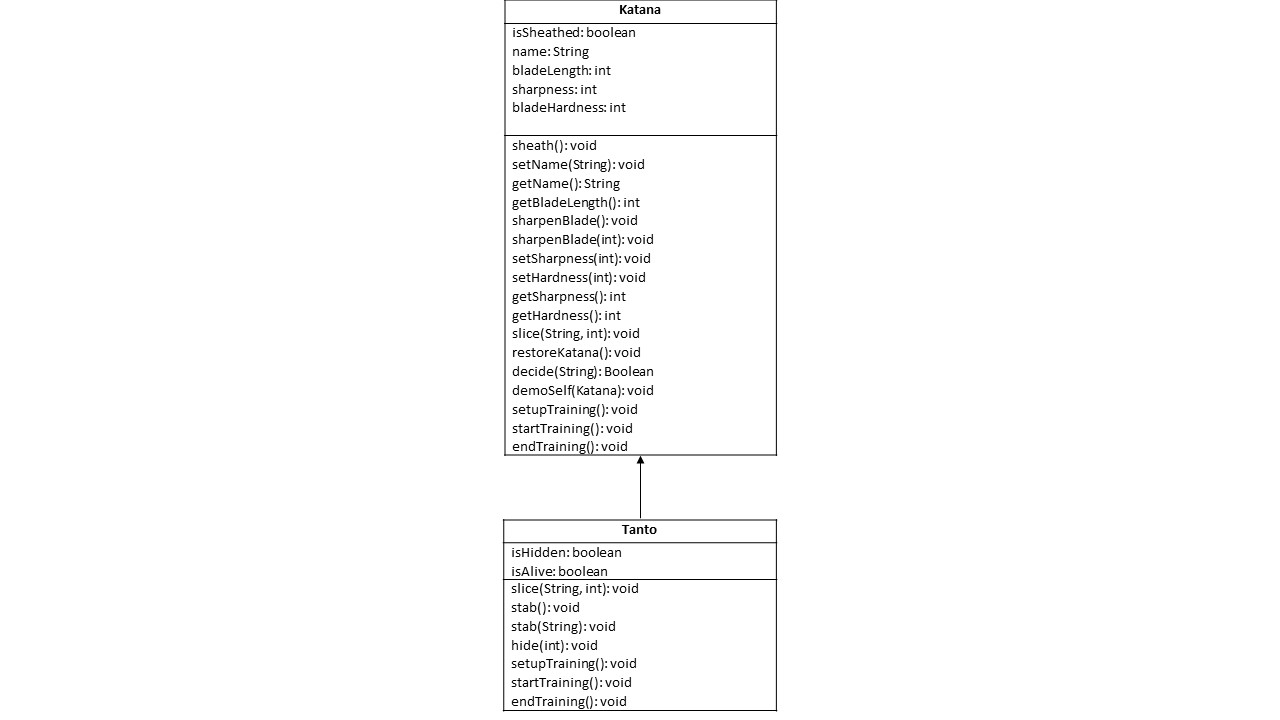 Katana
isSheathed: boolean
name: String
bladeLength: int
sharpness: int
bladeHardness: int
sheath(): void
setName(String): void
getName(): String
getBladeLength(): int
sharpenBlade(): void
sharpenBlade(int): void
setSharpness(int): void
setHardness(int): void
getSharpness(): int
getHardness(): int
slice(String, int): void
restoreKatana(): void
decide(String): Boolean
demoSelf(Katana): void
setupTraining(): void
startTraining(): void
endTraining(): void
Tanto
isHidden: boolean
isAlive: boolean
slice(String, int): void
stab(): void
stab(String): void
hide(int): void
setupTraining(): void
startTraining(): void
endTraining(): void